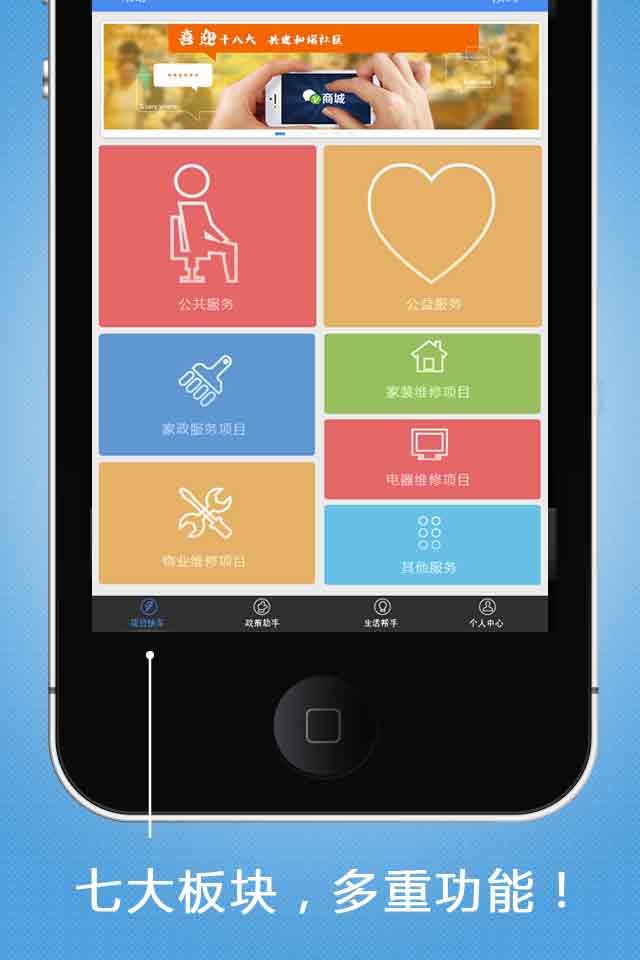 喜迎十八大 共建和谐社区
商城
公共服务
公益服务
家政服务项目
家装维修项目
电器维修项目
物业维修项目
其他服务
项目快车
政策助手
生活帮手
个人中心
七大板块，多重功能！